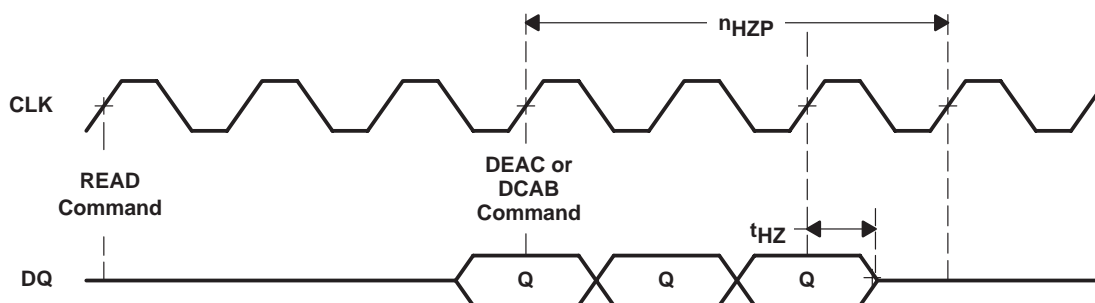 nHZP
CLK
READ
Command
DEAC or
DCAB
Command
tHZ
DQ
Q
Q
Q